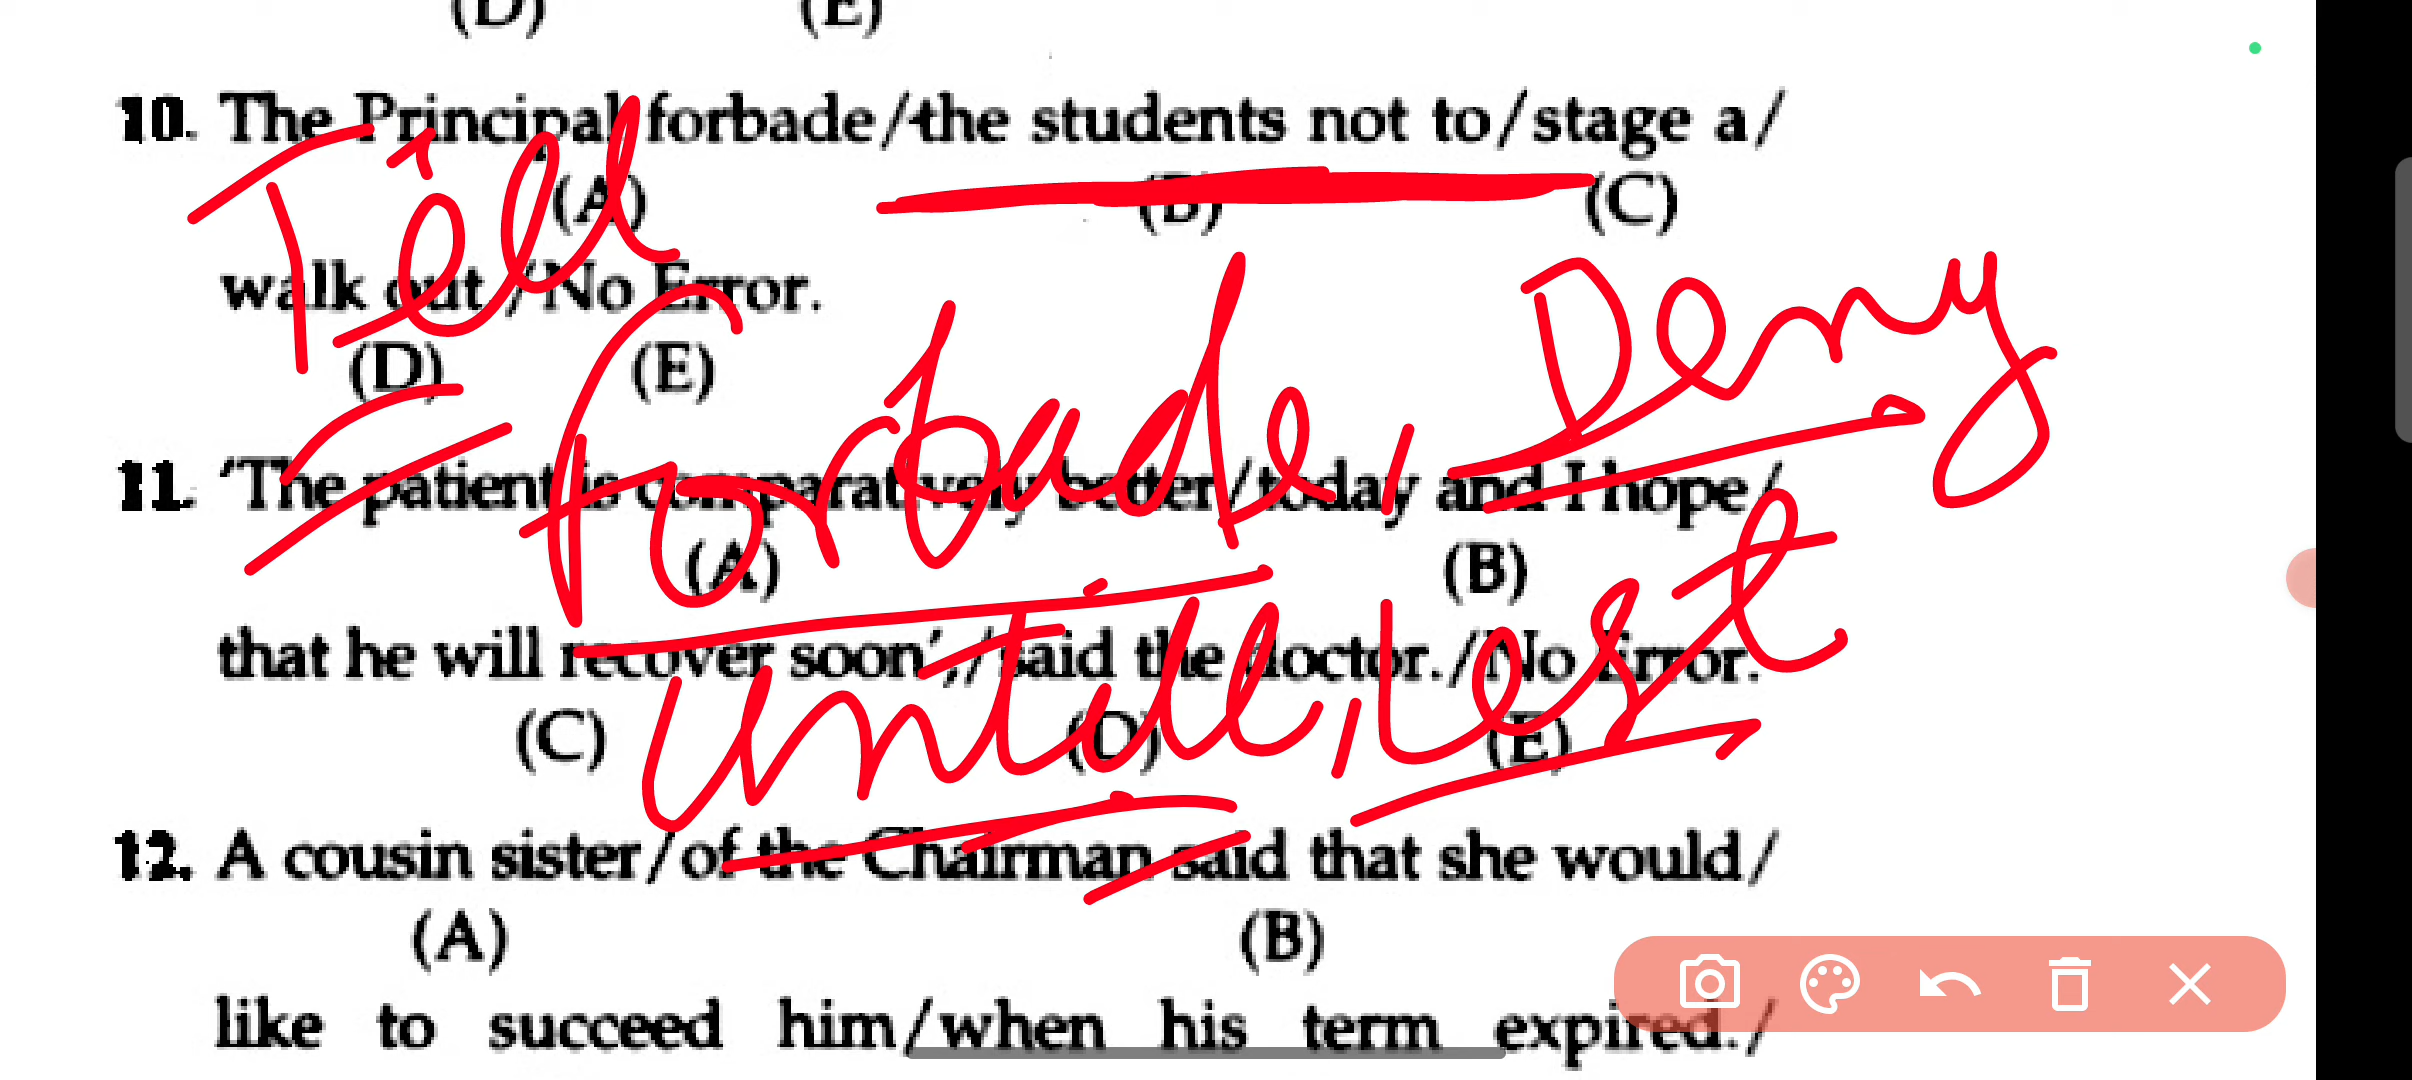 (D) (E)
10. The Principal forbade/the students not to/stage a/
(A) (B) (C)
walk out./No Error.
(D) (E)
Till
Forbade, Deny
11. 'The patient is comparatively better/today and I hope/
(A) (B)
that he will recover soon',/said the doctor./No Error.
(C) (D) (E)
Untill, Lest
12. A cousin sister/of the Chairman said that she would/
(A) (B)
like to succeed him/when his term expired./